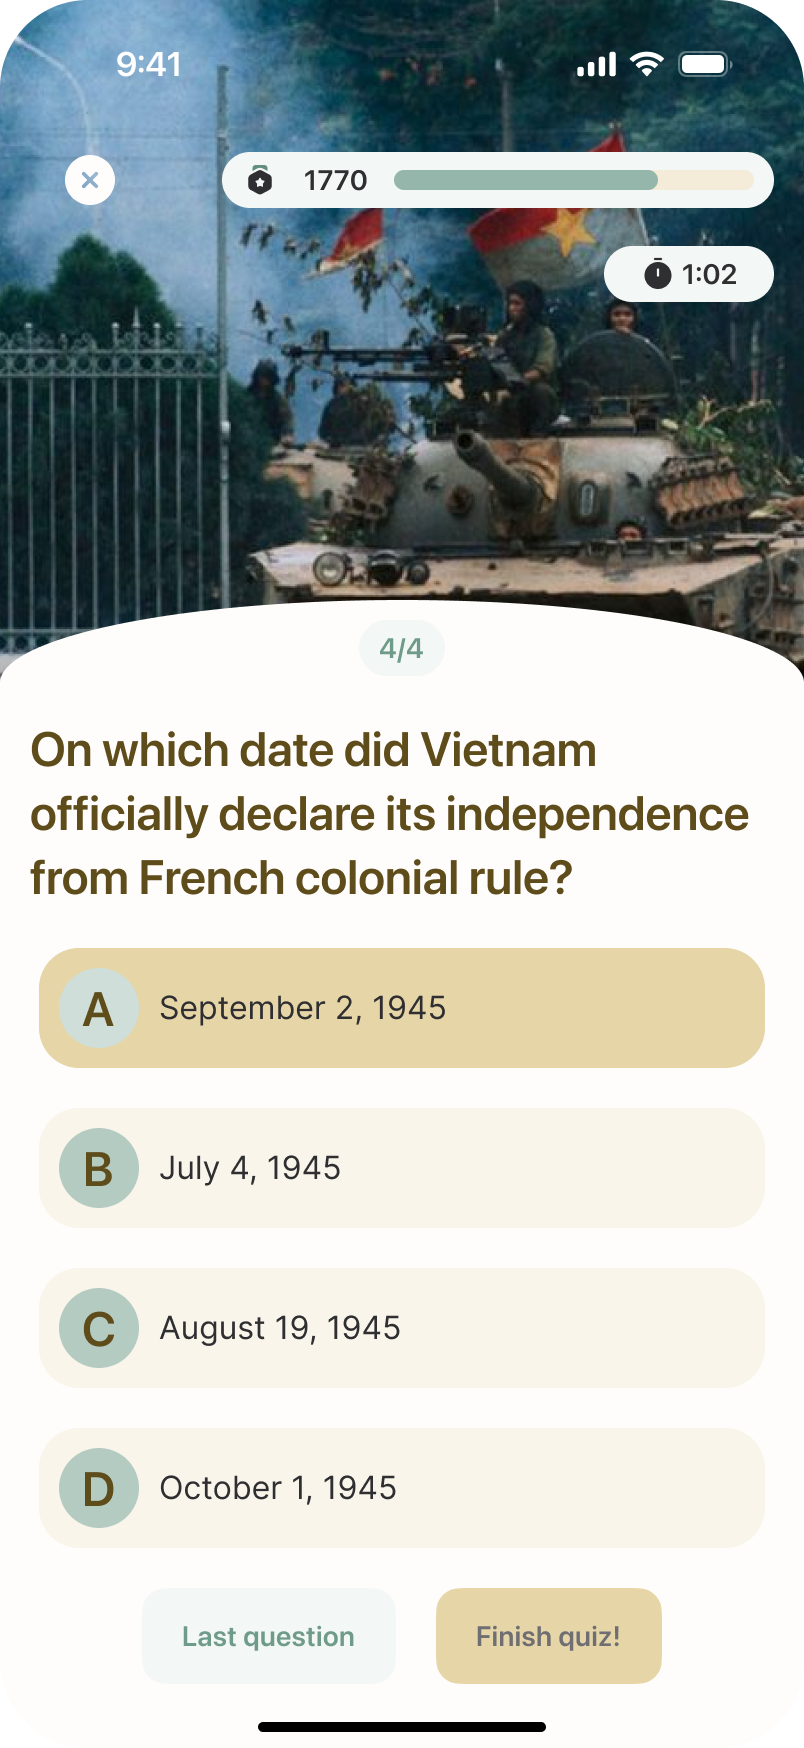 9:41
1770
1:02
4/4
On which date did Vietnam
officially declare its independence
from French colonial rule?
A September 2, 1945
B July 4, 1945
C August 19, 1945
D October 1, 1945
Last question Finish quiz!